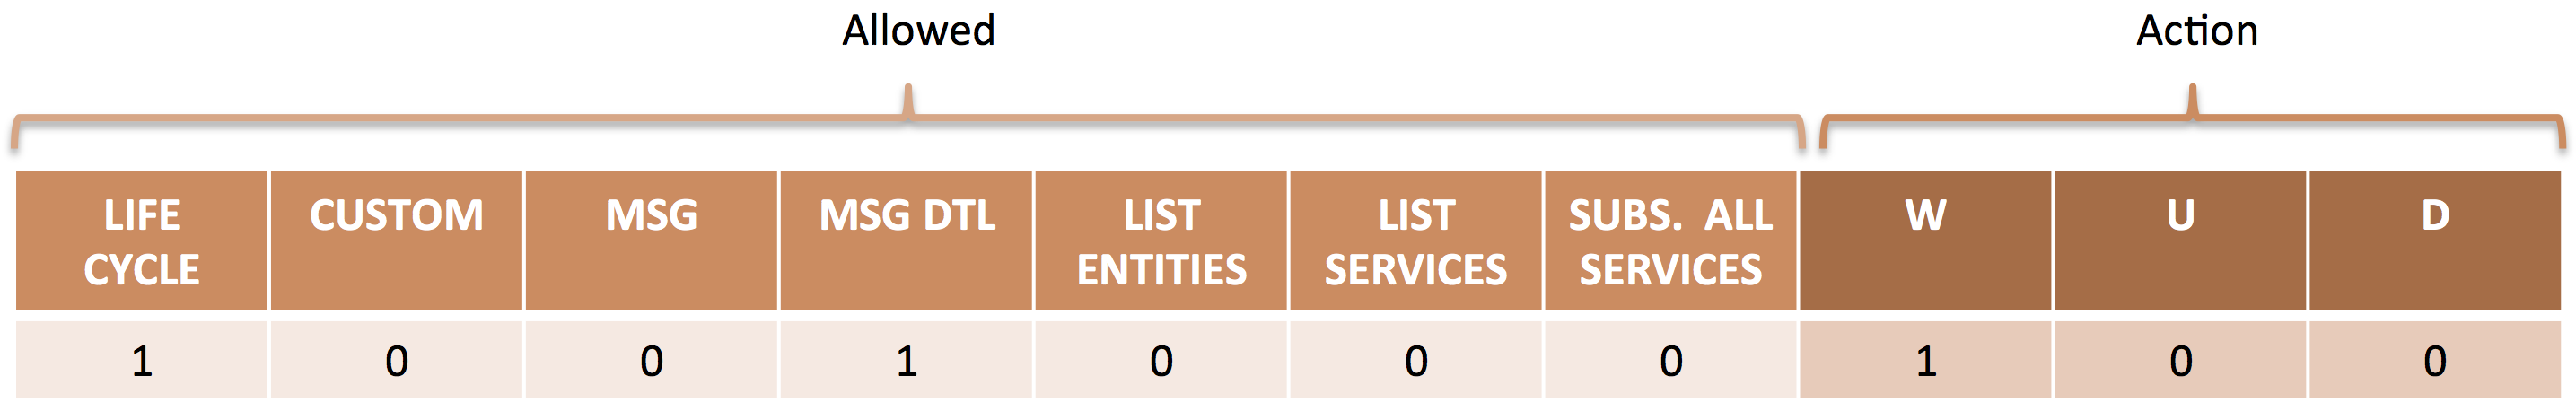 Allowed Action
LIFE CYCLE CUSTOM MSG MSG DTL LIST ENTITIES LIST SERVICES SUBS. ALL SERVICES W U D
1 0 0 1 0 0 0 1 0 0